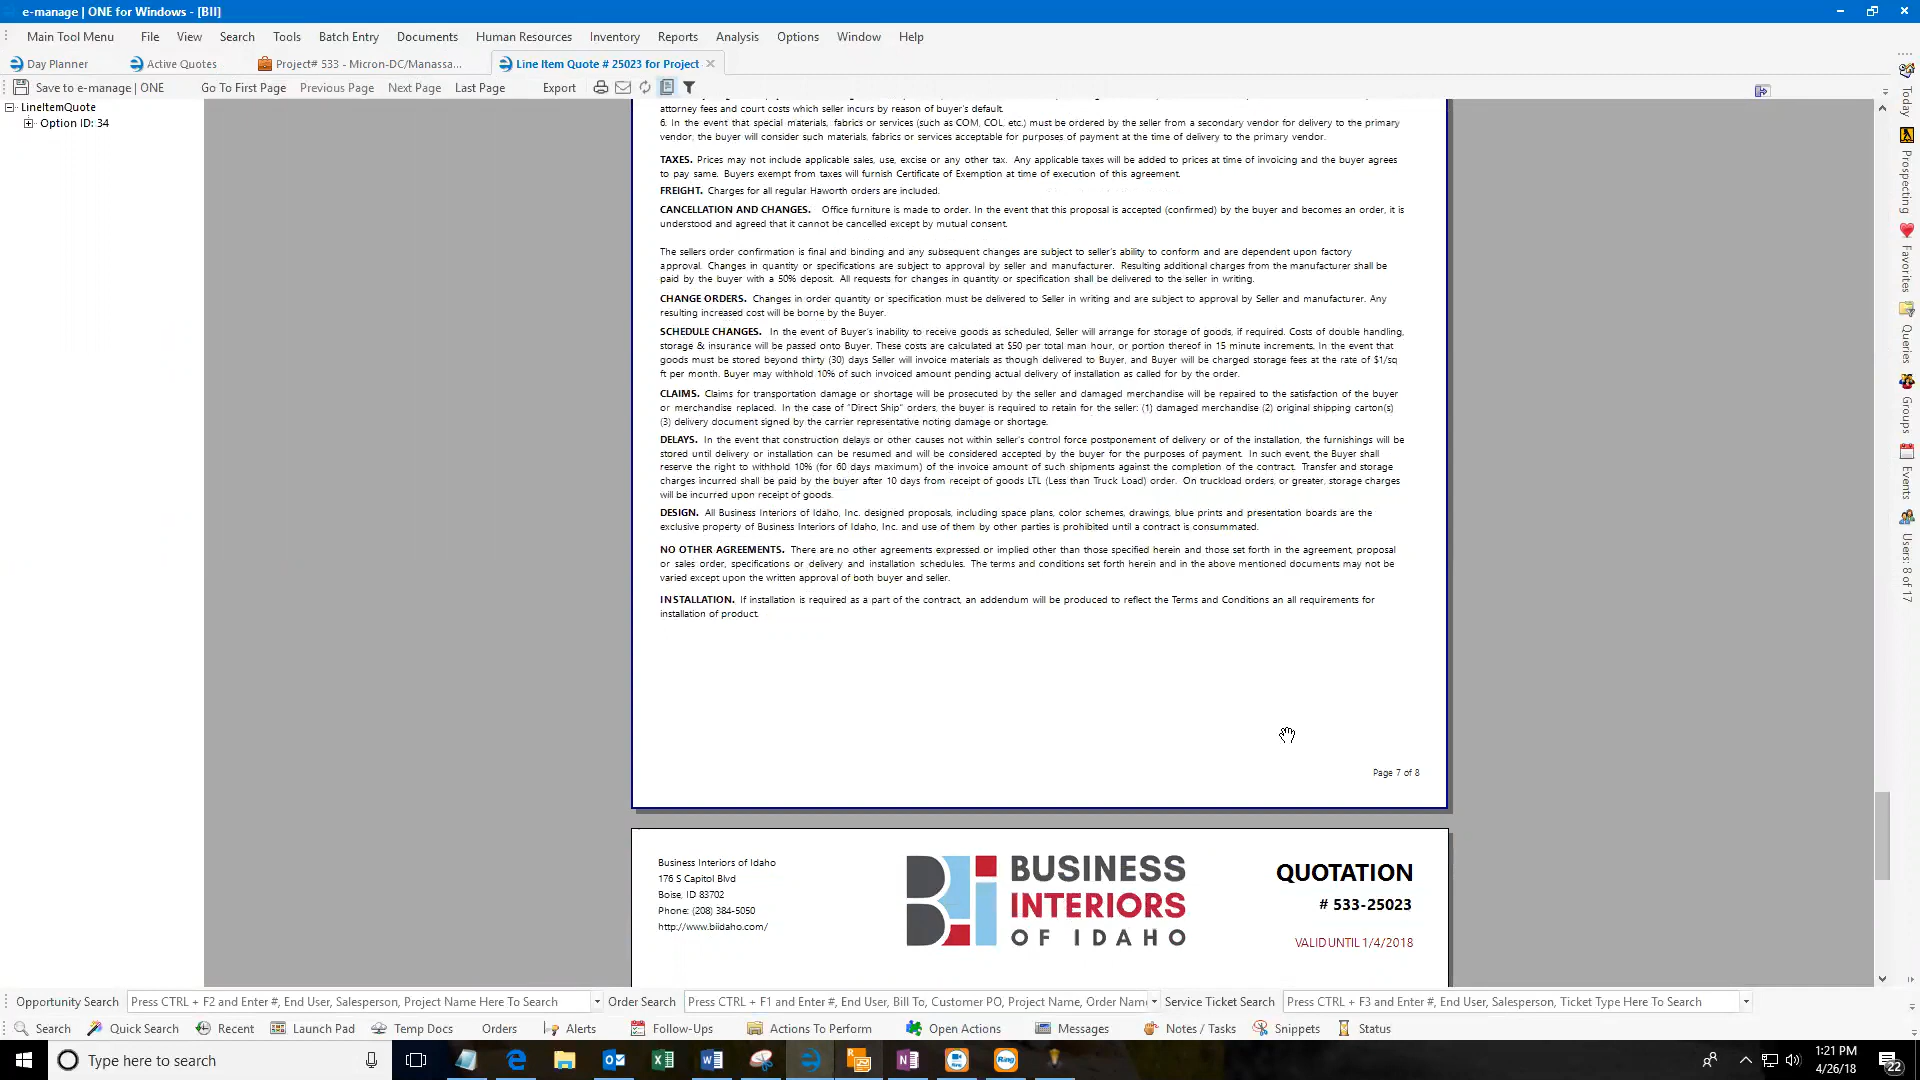 e-manage | ONE for Windows - [BII]
Main Tool Menu File View Search Tools Batch Entry Documents Human Resources Inventory Reports Analysis Options Window Help
Day Planner Active Quotes Project# 533 - Micron-DC/Manassa... Line Item Quote # 25023 for Project
Save to e-manage | ONE Go To First Page Previous Page Next Page Last Page Export
LineItemQuote
Option ID: 34
attorney fees and court costs which seller incurs by reason of buyer's default.
6. In the event that special materials, fabrics or services (such as COM, COL, etc.) must be ordered by the seller from a secondary vendor for delivery to the primary
vendor, the buyer will consider such materials, fabrics or services acceptable for purposes of payment at the time of delivery to the primary vendor.
TAXES. Prices may not include applicable sales, use, excise or any other tax. Any applicable taxes will be added to prices at time of invoicing and the buyer agrees
to pay same. Buyers exempt from taxes will furnish Certificate of Exemption at time of execution of this agreement.
FREIGHT. Charges for all regular Haworth orders are included.
CANCELLATION AND CHANGES. Office furniture is made to order. In the event that this proposal is accepted (confirmed) by the buyer and becomes an order, it is
understood and agreed that it cannot be cancelled except by mutual consent.
The sellers order confirmation is final and binding and any subsequent changes are subject to seller's ability to conform and are dependent upon factory
approval. Changes in quantity or specifications are subject to approval by seller and manufacturer. Resulting additional charges from the manufacturer shall be
paid by the buyer with a 50% deposit. All requests for changes in quantity or specification shall be delivered to the seller in writing.
CHANGE ORDERS. Changes in order quantity or specification must be delivered to Seller in writing and are subject to approval by Seller and manufacturer. Any
resulting increased cost will be borne by the Buyer.
SCHEDULE CHANGES. In the event of Buyer's inability to receive goods as scheduled, Seller will arrange for storage of goods, if required. Costs of double handling,
storage & insurance will be passed onto Buyer. These costs are calculated at $50 per total man hour, or portion thereof in 15 minute increments. In the event that
goods must be stored beyond thirty (30) days Seller will invoice materials as though delivered to Buyer, and Buyer will be charged storage fees at the rate of $1/sq
ft per month. Buyer may withhold 10% of such invoiced amount pending actual delivery of installation as called for by the order.
CLAIMS. Claims for transportation damage or shortage will be prosecuted by the seller and damaged merchandise will be repaired to the satisfaction of the buyer
or merchandise replaced. In the case of "Direct Ship" orders, the buyer is required to retain for the seller: (1) damaged merchandise (2) original shipping carton(s)
(3) delivery document signed by the carrier representative noting damage or shortage.
DELAYS. In the event that construction delays or other causes not within seller's control force postponement of delivery or of the installation, the furnishings will be
stored until delivery or installation can be resumed and will be considered accepted by the buyer for the purposes of payment. In such event, the Buyer shall
reserve the right to withhold 10% (for 60 days maximum) of the invoice amount of such shipments against the completion of the contract. Transfer and storage
charges incurred shall be paid by the buyer after 10 days from receipt of goods LTL (Less than Truck Load) order. On truckload orders, or greater, storage charges
will be incurred upon receipt of goods.
DESIGN. All Business Interiors of Idaho, Inc. designed proposals, including space plans, color schemes, drawings, blue prints and presentation boards are the
exclusive property of Business Interiors of Idaho, Inc. and use of them by other parties is prohibited until a contract is consummated.
NO OTHER AGREEMENTS. There are no other agreements expressed or implied other than those specified herein and those set forth in the agreement, proposal
or sales order, specifications or delivery and installation schedules. The terms and conditions set forth herein and in the above mentioned documents may not be
varied except upon the written approval of both buyer and seller.
INSTALLATION. If installation is required as a part of the contract, an addendum will be produced to reflect the Terms and Conditions an all requirements for
installation of product.
Page 7 of 8
Business Interiors of Idaho
176 S Capitol Blvd
Boise, ID 83702
Phone: (208) 384-5050
http://www.biidaho.com/
BUSINESS
INTERIORS
OF IDAHO
QUOTATION
# 533-25023
VALID UNTIL 1/4/2018
Today
Prospecting
Favorites
Queries
Groups
Events
Users: 8 of 17
Opportunity Search Press CTRL + F2 and Enter #, End User, Salesperson, Project Name Here To Search Order Search Press CTRL + F1 and Enter #, End User, Bill To, Customer PO, Project Name, Order Name Service Ticket Search Press CTRL + F3 and Enter #, End User, Salesperson, Ticket Type Here To Search
Search Quick Search Recent Launch Pad Temp Docs Orders Alerts Follow-Ups Actions To Perform Open Actions Messages Notes / Tasks Snippets Status
Type here to search
1:21 PM
4/26/18
22